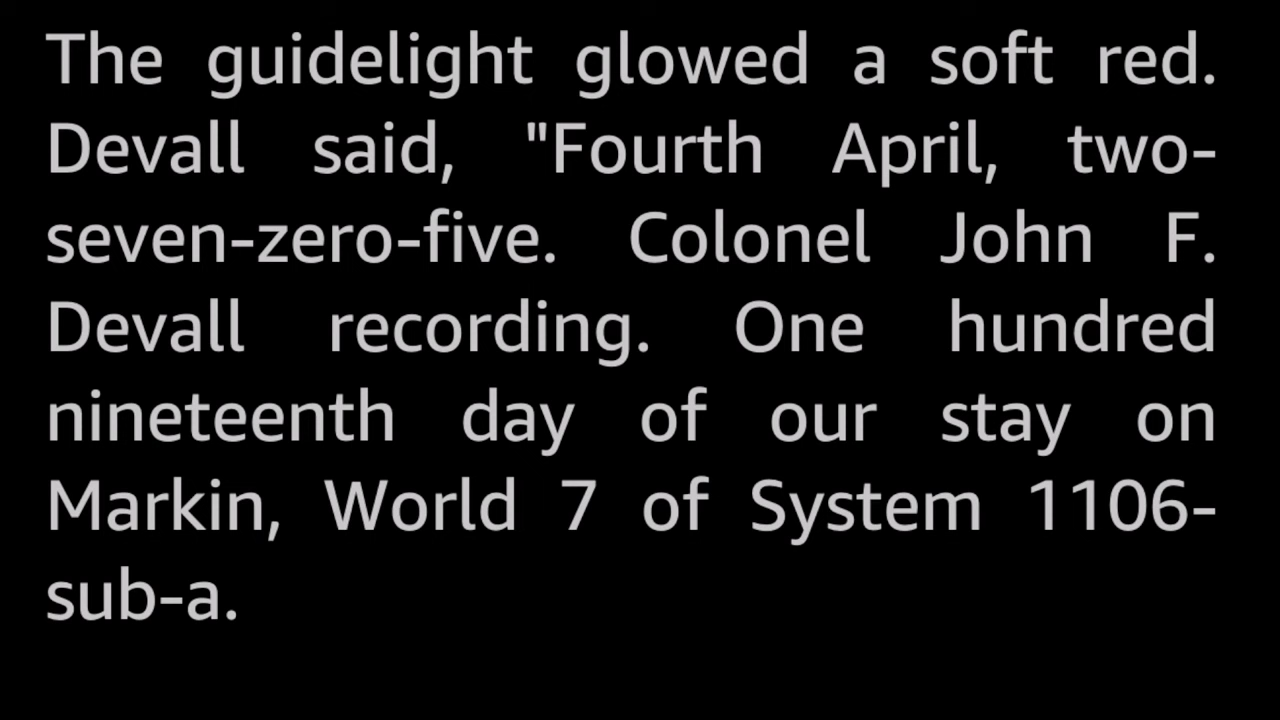 The guidelight glowed a soft red.
Devall said, "Fourth April, two-
seven-zero-five. Colonel John F.
Devall recording. One hundred
nineteenth day of our stay on
Markin, World 7 of System 1106-
sub-a.